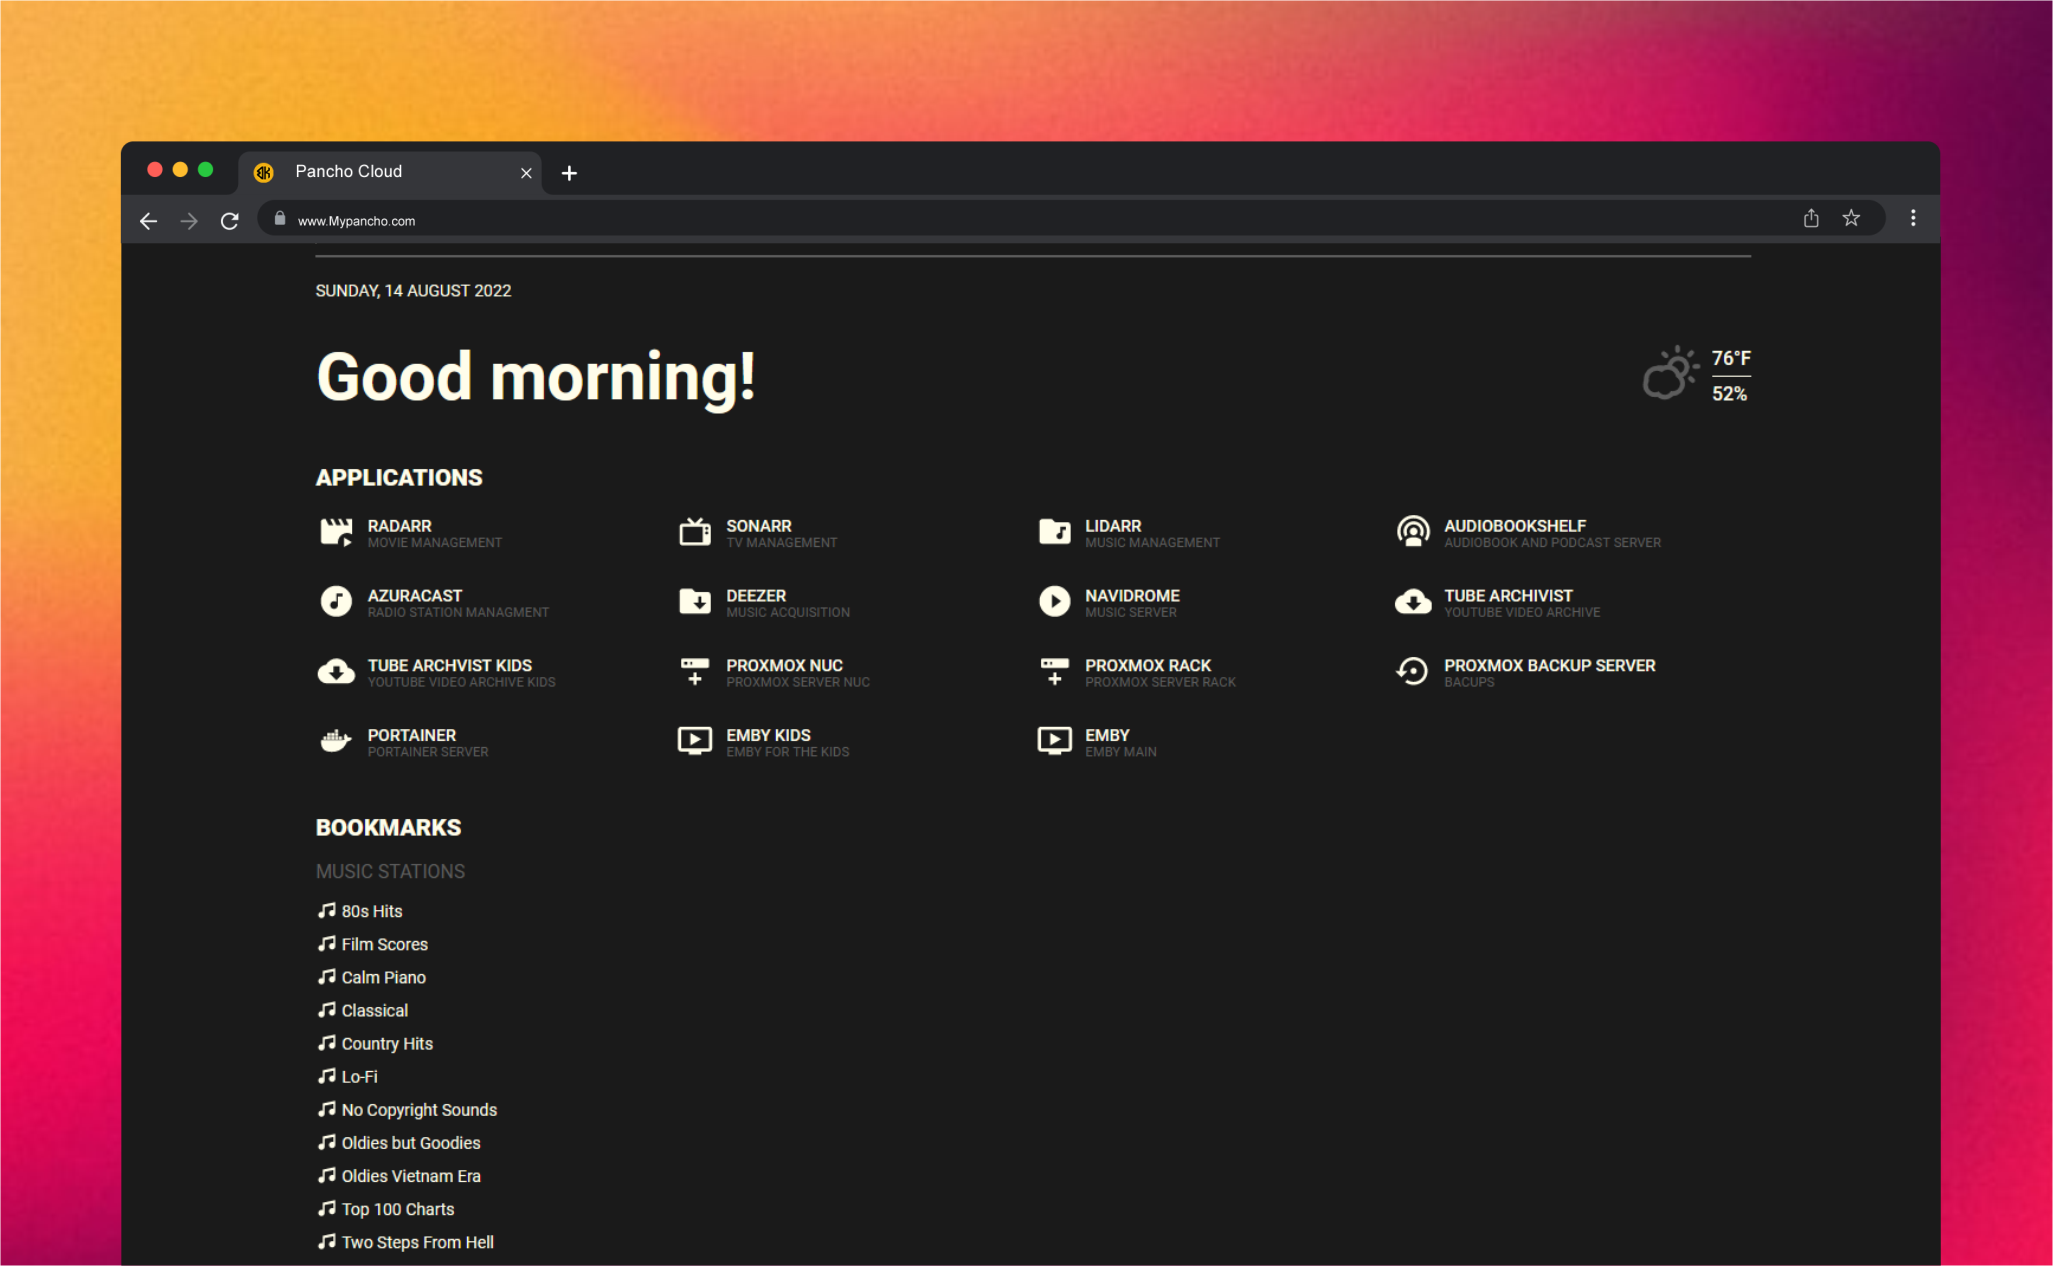 Pancho Cloud
www.Mypancho.com
SUNDAY, 14 AUGUST 2022
Good morning!
76°F
52%
APPLICATIONS
RADARR
MOVIE MANAGEMENT
SONARR
TV MANAGEMENT
LIDARR
MUSIC MANAGEMENT
AUDIOBOOKSHELF
AUDIOBOOK AND PODCAST SERVER
AZURACAST
RADIO STATION MANAGMENT
DEEZER
MUSIC ACQUISITION
NAVIDROME
MUSIC SERVER
TUBE ARCHIVIST
YOUTUBE VIDEO ARCHIVE
TUBE ARCHVIST KIDS
YOUTUBE VIDEO ARCHIVE KIDS
PROXMOX NUC
PROXMOX SERVER NUC
PROXMOX RACK
PROXMOX SERVER RACK
PROXMOX BACKUP SERVER
BACUPS
PORTAINER
PORTAINER SERVER
EMBY KIDS
EMBY FOR THE KIDS
EMBY
EMBY MAIN
BOOKMARKS
MUSIC STATIONS
80s Hits
Film Scores
Calm Piano
Classical
Country Hits
Lo-Fi
No Copyright Sounds
Oldies but Goodies
Oldies Vietnam Era
Top 100 Charts
Two Steps From Hell